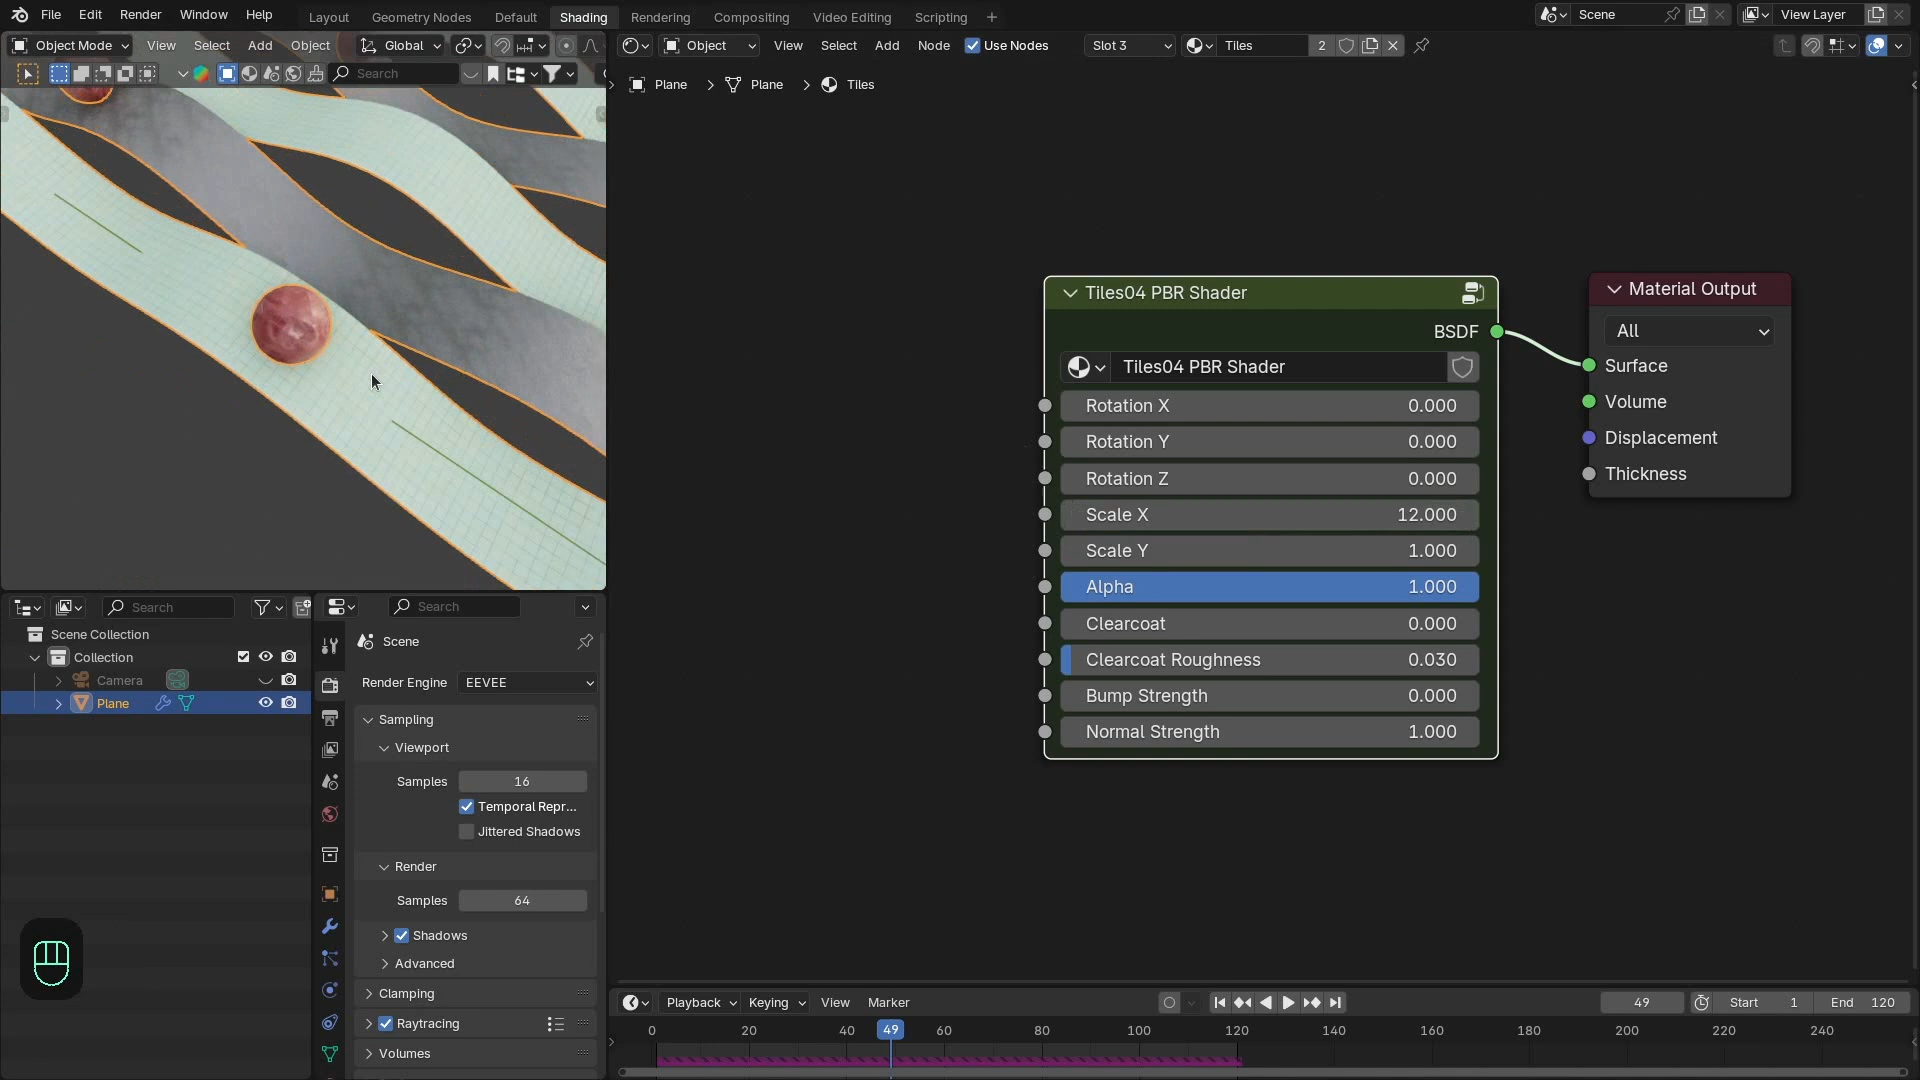 File Edit Render Window Help Layout Geometry Nodes Default Shading Rendering Compositing Video Editing Scripting + Scene View Layer
Object Mode View Select Add Object Global
Object View Select Add Node Use Nodes Slot 3 Tiles 2
Search
Plane > Plane > Tiles
Tiles04 PBR Shader
BSDF
Tiles04 PBR Shader
Rotation X 0.000
Rotation Y 0.000
Rotation Z 0.000
Scale X 12.000
Scale Y 1.000
Alpha 1.000
Clearcoat 0.000
Clearcoat Roughness 0.030
Bump Strength 0.000
Normal Strength 1.000
Material Output
All
Surface
Volume
Displacement
Thickness
Search
Scene Collection
Collection
Camera
Plane
Search
Scene
Render Engine EEVEE
Sampling
Viewport
Samples 16
Temporal Repr...
Jittered Shadows
Render
Samples 64
Shadows
Advanced
Clamping
Raytracing
Volumes
Playback Keying View Marker 49 Start 1 End 120
0 20 40 49 60 80 100 120 140 160 180 200 220 240